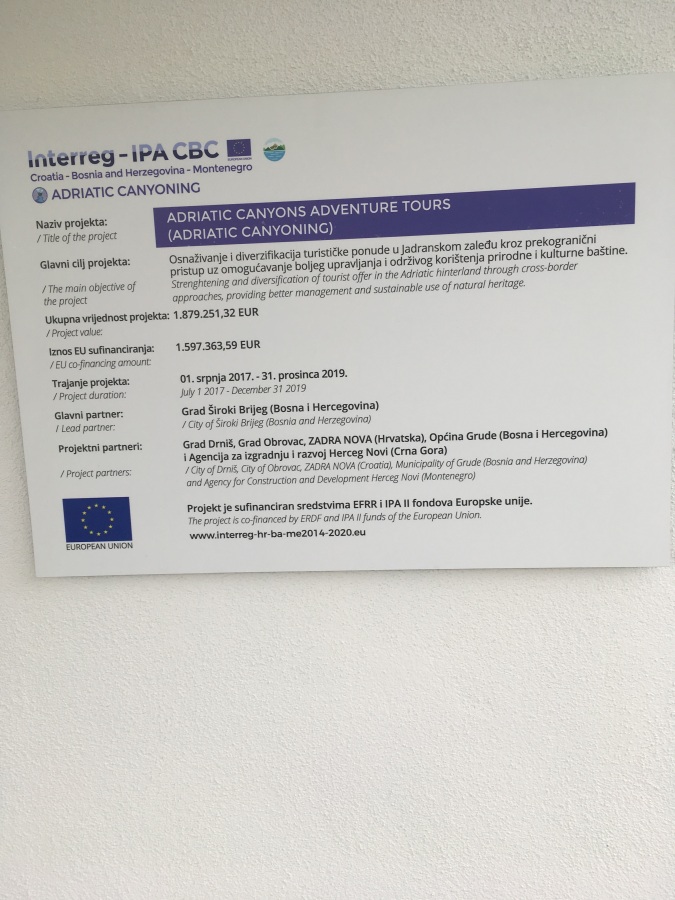 Interreg - IPA CBC
EUROPEAN UNION
Croatia - Bosnia and Herzegovina - Montenegro
ADRIATIC CANYONING
Naziv projekta:
/ Title of the project
ADRIATIC CANYONS ADVENTURE TOURS
(ADRIATIC CANYONING)
Glavni cilj projekta:
/ The main objective of
the project
Osnaživanje i diverzifikacija turističke ponude u Jadranskom zaleđu kroz prekogranični
pristup uz omogućavanje boljeg upravljanja i održivog korištenja prirodne i kulturne baštine.
Strenghtening and diversification of tourist offer in the Adriatic hinterland through cross-border
approaches, providing better management and sustainable use of natural heritage.
Ukupna vrijednost projekta: 1.879.251,32 EUR
/ Project value:
Iznos EU sufinanciranja: 1.597.363,59 EUR
/ EU co-financing amount:
Trajanje projekta: 01. srpnja 2017. - 31. prosinca 2019.
/ Project duration: July 1 2017 - December 31 2019
Glavni partner: Grad Široki Brijeg (Bosna i Hercegovina)
/ Lead partner: / City of Široki Brijeg (Bosnia and Herzegovina)
Projektni partneri:
/ Project partners:
Grad Drniš, Grad Obrovac, ZADRA NOVA (Hrvatska), Općina Grude (Bosna i Hercegovina)
i Agencija za izgradnju i razvoj Herceg Novi (Crna Gora)
/ City of Drniš, City of Obrovac, ZADRA NOVA (Croatia), Municipality of Grude (Bosnia and Herzegovina)
and Agency for Construction and Development Herceg Novi (Montenegro)
EUROPEAN UNION
Projekt je sufinanciran sredstvima EFRR i IPA II fondova Europske unije.
The project is co-financed by ERDF and IPA II funds of the European Union.
www.interreg-hr-ba-me2014-2020.eu